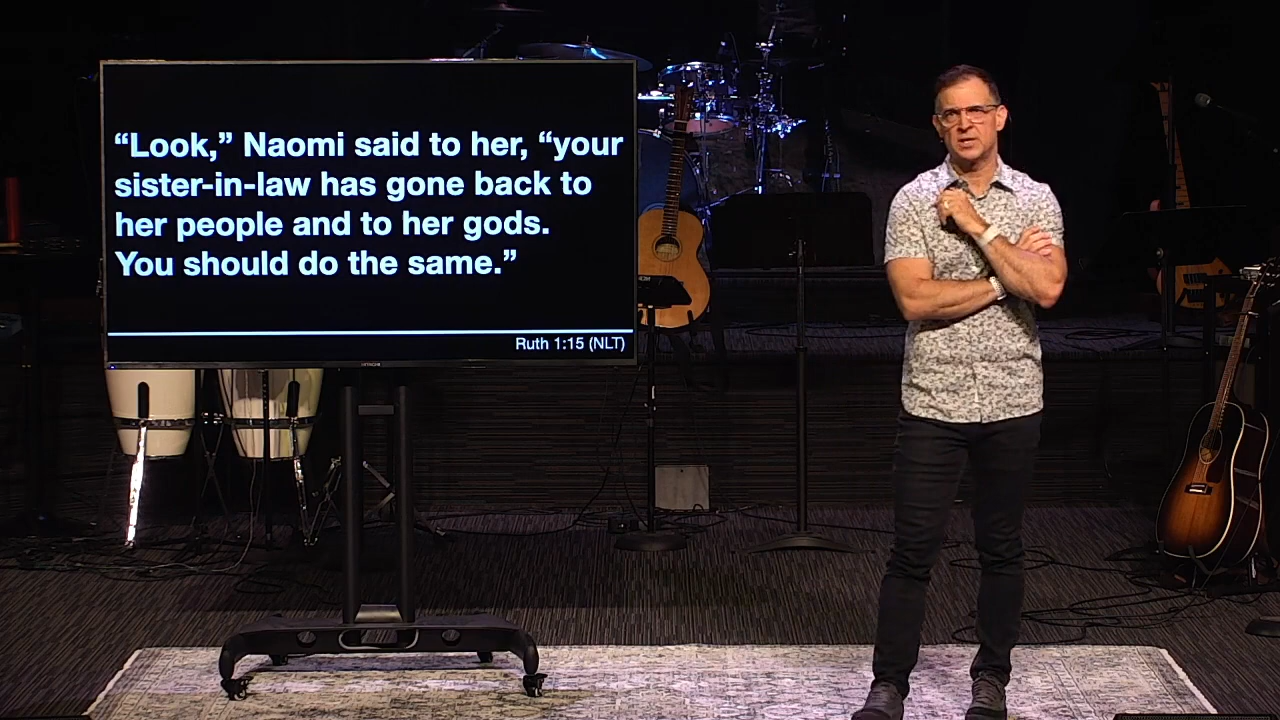 “Look,” Naomi said to her, “your
sister-in-law has gone back to
her people and to her gods.
You should do the same.”
Ruth 1:15 (NLT)
HITACHI